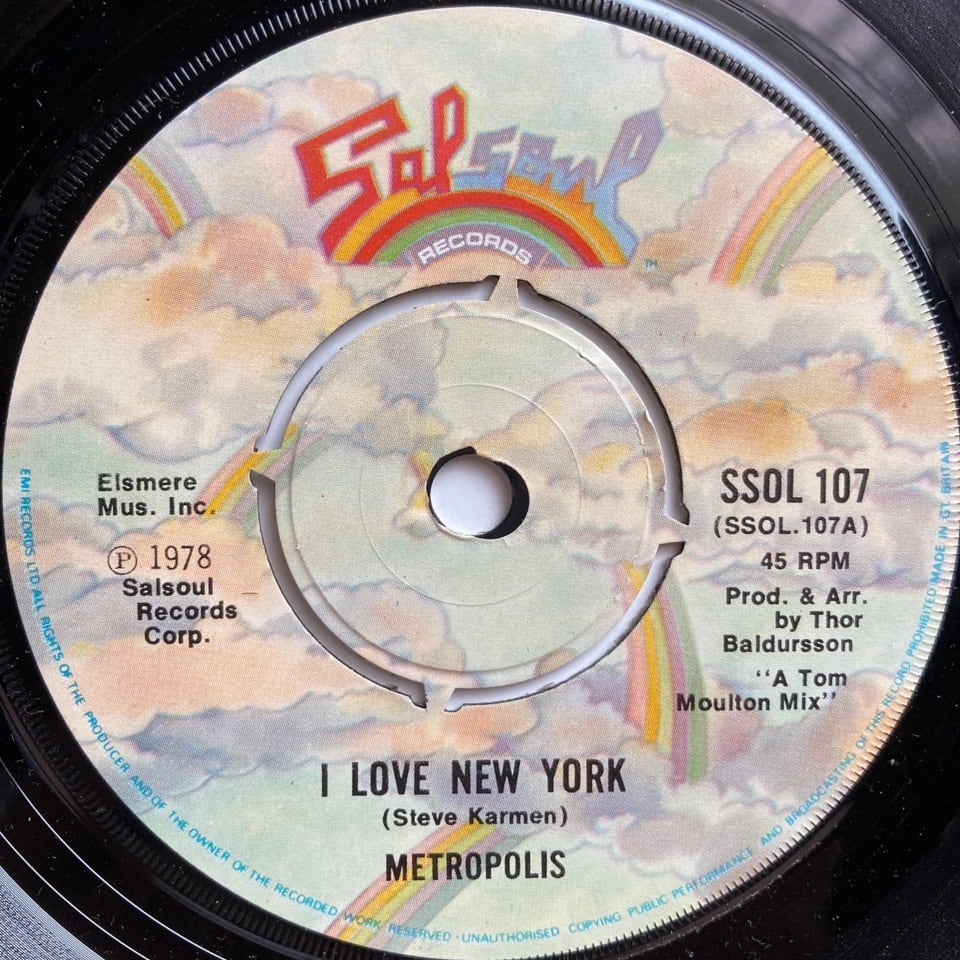 Salsoul
RECORDS
TM
Elsmere
Mus. Inc.
Ⓟ 1978
Salsoul
Records
Corp.
SSOL 107
(SSOL.107A)
45 RPM
Prod. & Arr.
by Thor
Baldursson
"A Tom
Moulton Mix"
I LOVE NEW YORK
(Steve Karmen)
METROPOLIS
EMI RECORDS LTD. ALL RIGHTS OF THE PRODUCER AND OF THE OWNER OF THE RECORDED WORK RESERVED · UNAUTHORISED COPYING PUBLIC PERFORMANCE AND BROADCASTING OF THIS RECORD PROHIBITED MADE IN GT. BRITAIN